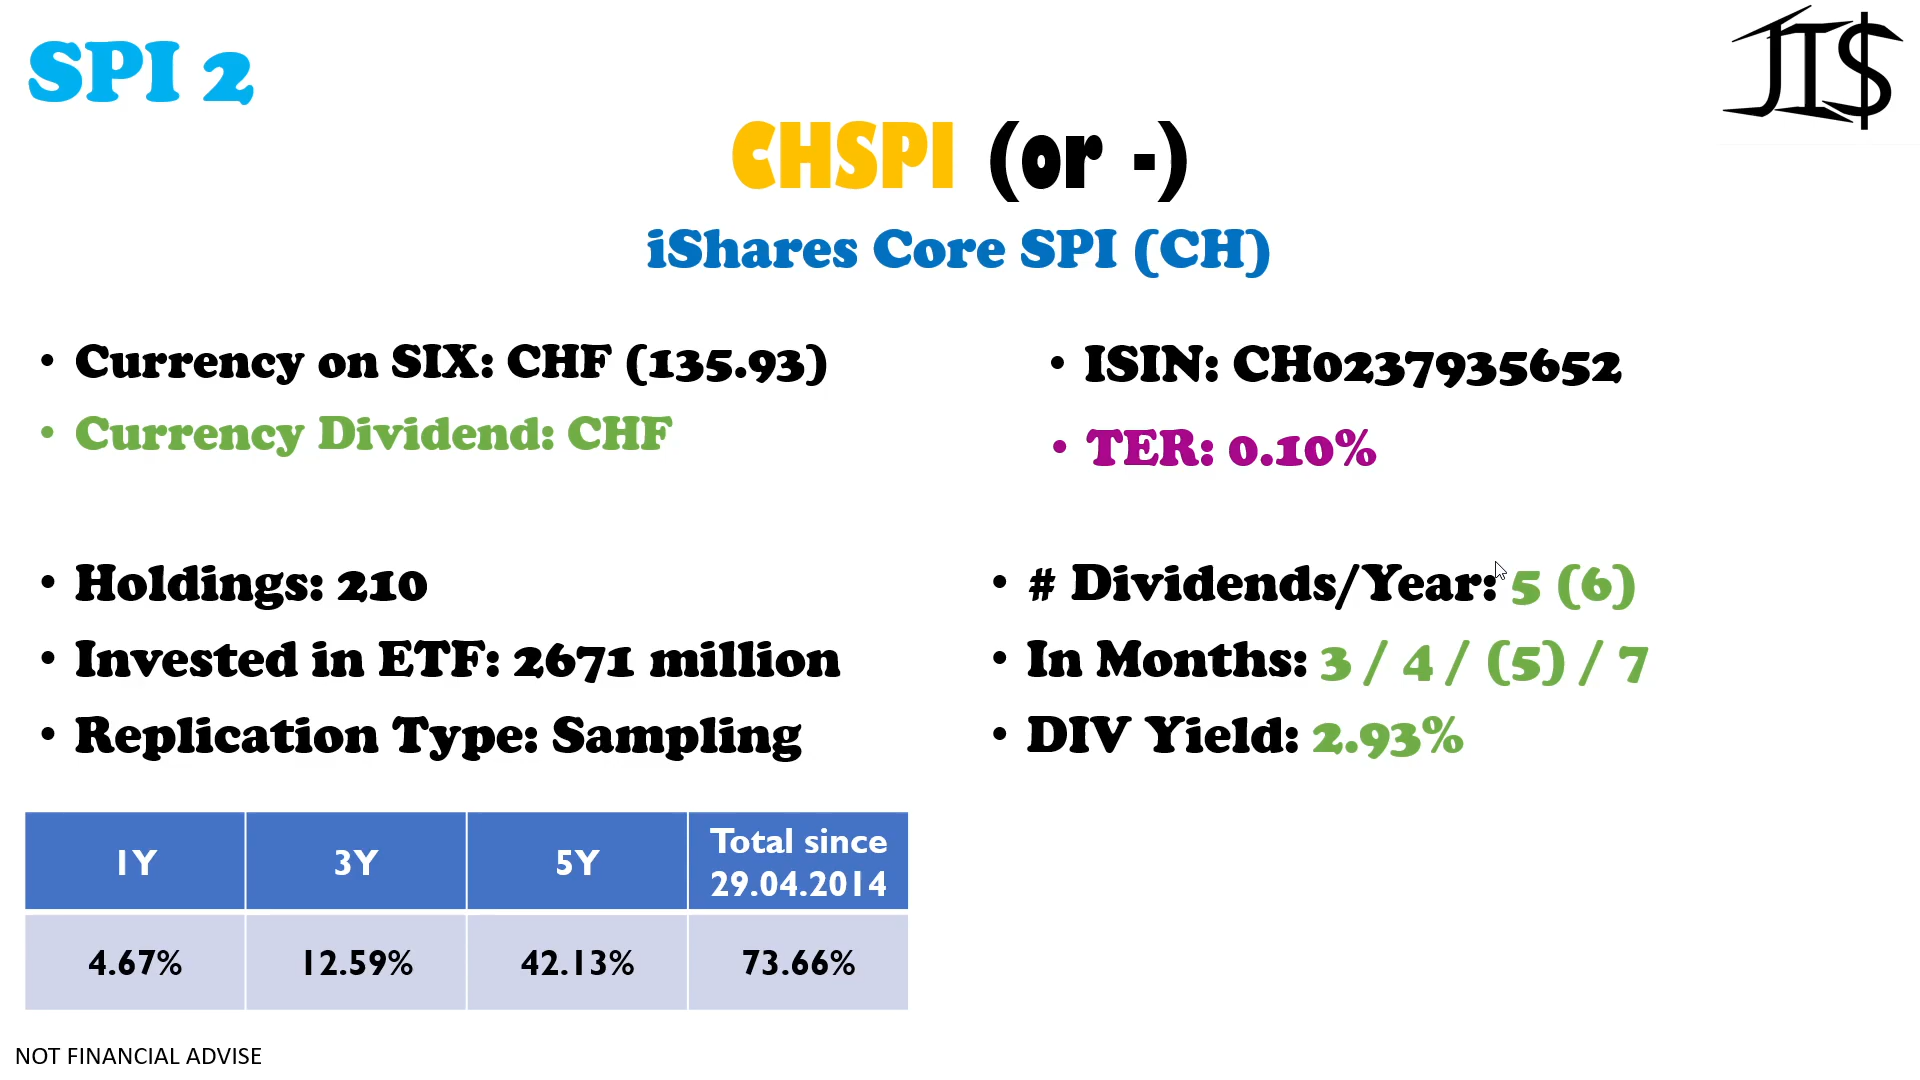 SPI 2
JI$
CHSPI (or -)
iShares Core SPI (CH)
• Currency on SIX: CHF (135.93)
• Currency Dividend: CHF
• ISIN: CH0237935652
• TER: 0.10%
• Holdings: 210
• Invested in ETF: 2671 million
• Replication Type: Sampling
• # Dividends/Year: 5 (6)
• In Months: 3 / 4 / (5) / 7
• DIV Yield: 2.93%
1Y 3Y 5Y Total since
29.04.2014
4.67% 12.59% 42.13% 73.66%
NOT FINANCIAL ADVISE